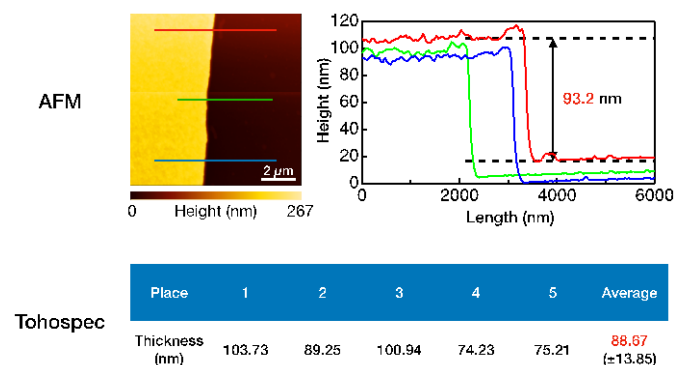 AFM
2 µm
0 Height (nm) 267
Height (nm)
120
100
80
60
40
20
0
93.2 nm
0 2000 4000 6000
Length (nm)
Tohospec
Place 1 2 3 4 5 Average
Thickness (nm) 103.73 89.25 100.94 74.23 75.21 88.67 (±13.85)